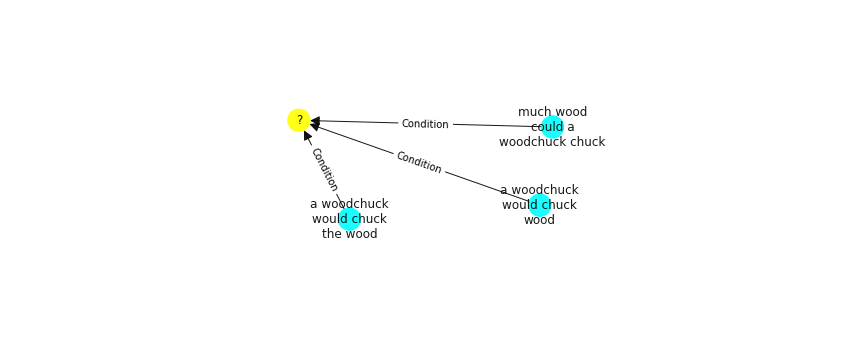 much wood
could a
woodchuck chuck
?
Condition
Condition
Condition
a woodchuck
would chuck
wood
a woodchuck
would chuck
the wood